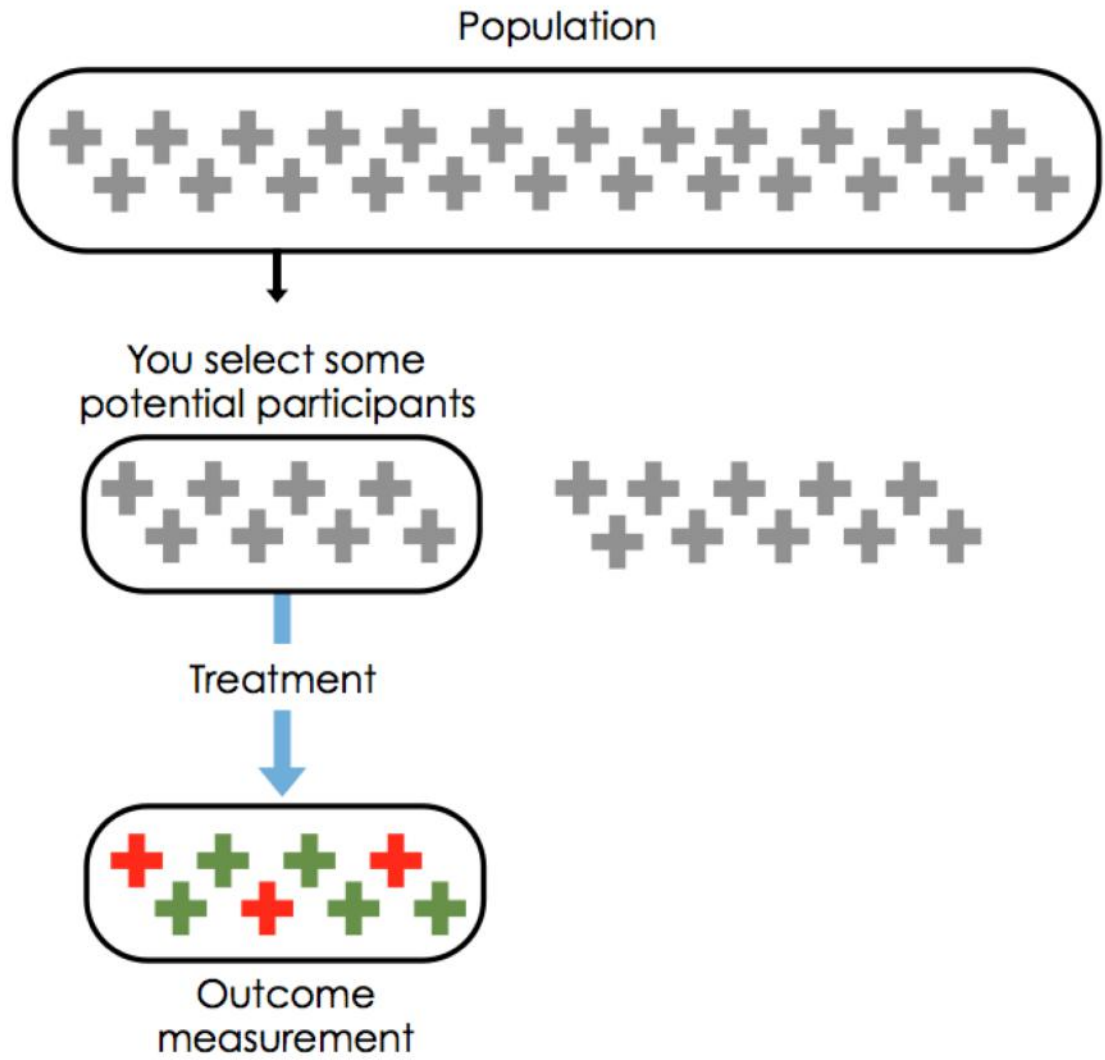 Population
You select some
potential participants
Treatment
Outcome
measurement